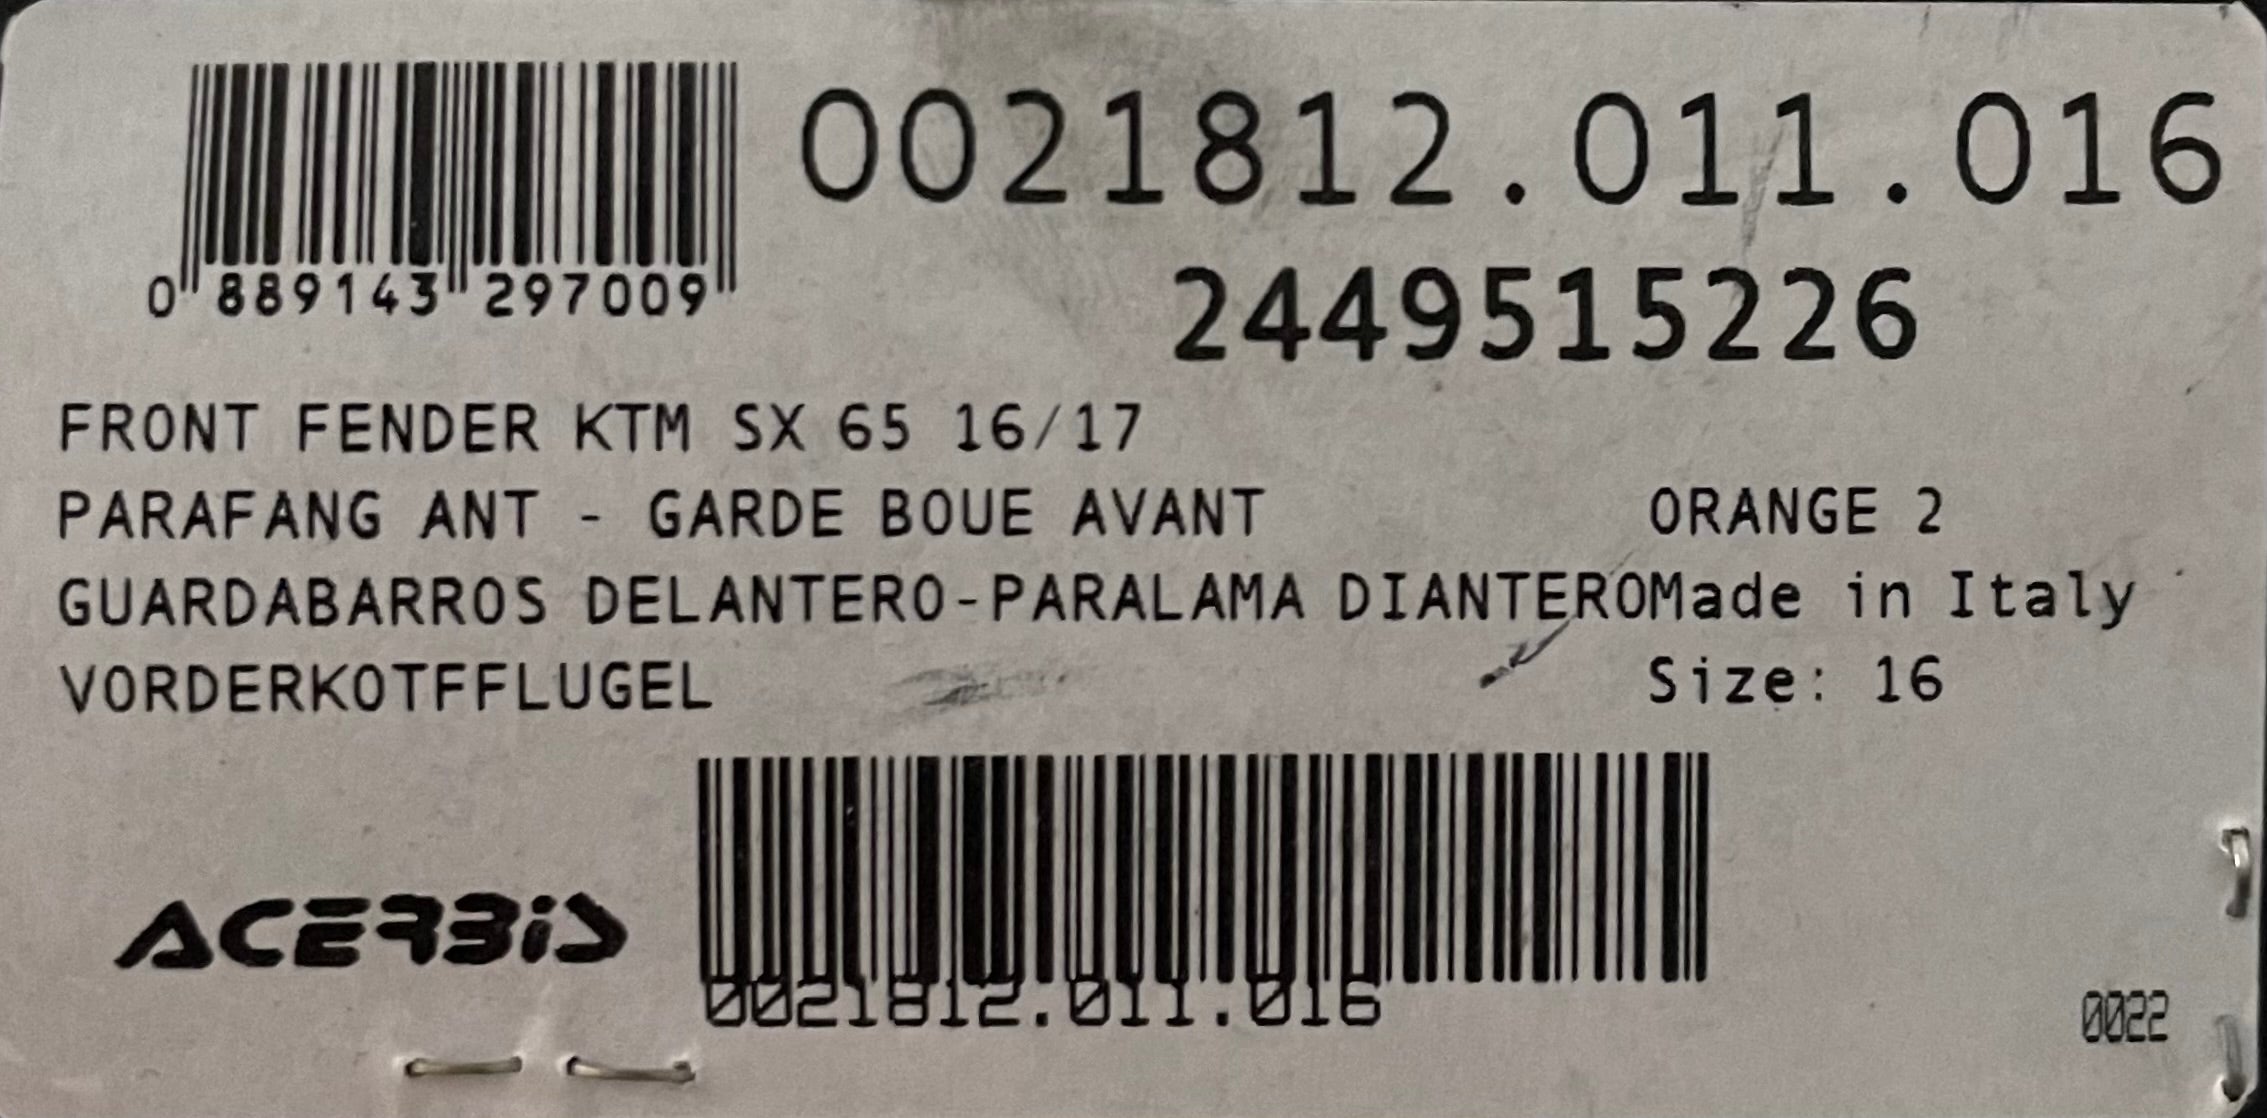 0021812.011.016
0 889143 297009
2449515226
FRONT FENDER KTM SX 65 16/17
PARAFANG ANT - GARDE BOUE AVANT ORANGE 2
GUARDABARROS DELANTERO-PARALAMA DIANTEROMade in Italy
VORDERKOTFFLUGEL Size: 16
ACERBIS
0021812.011.016
0022